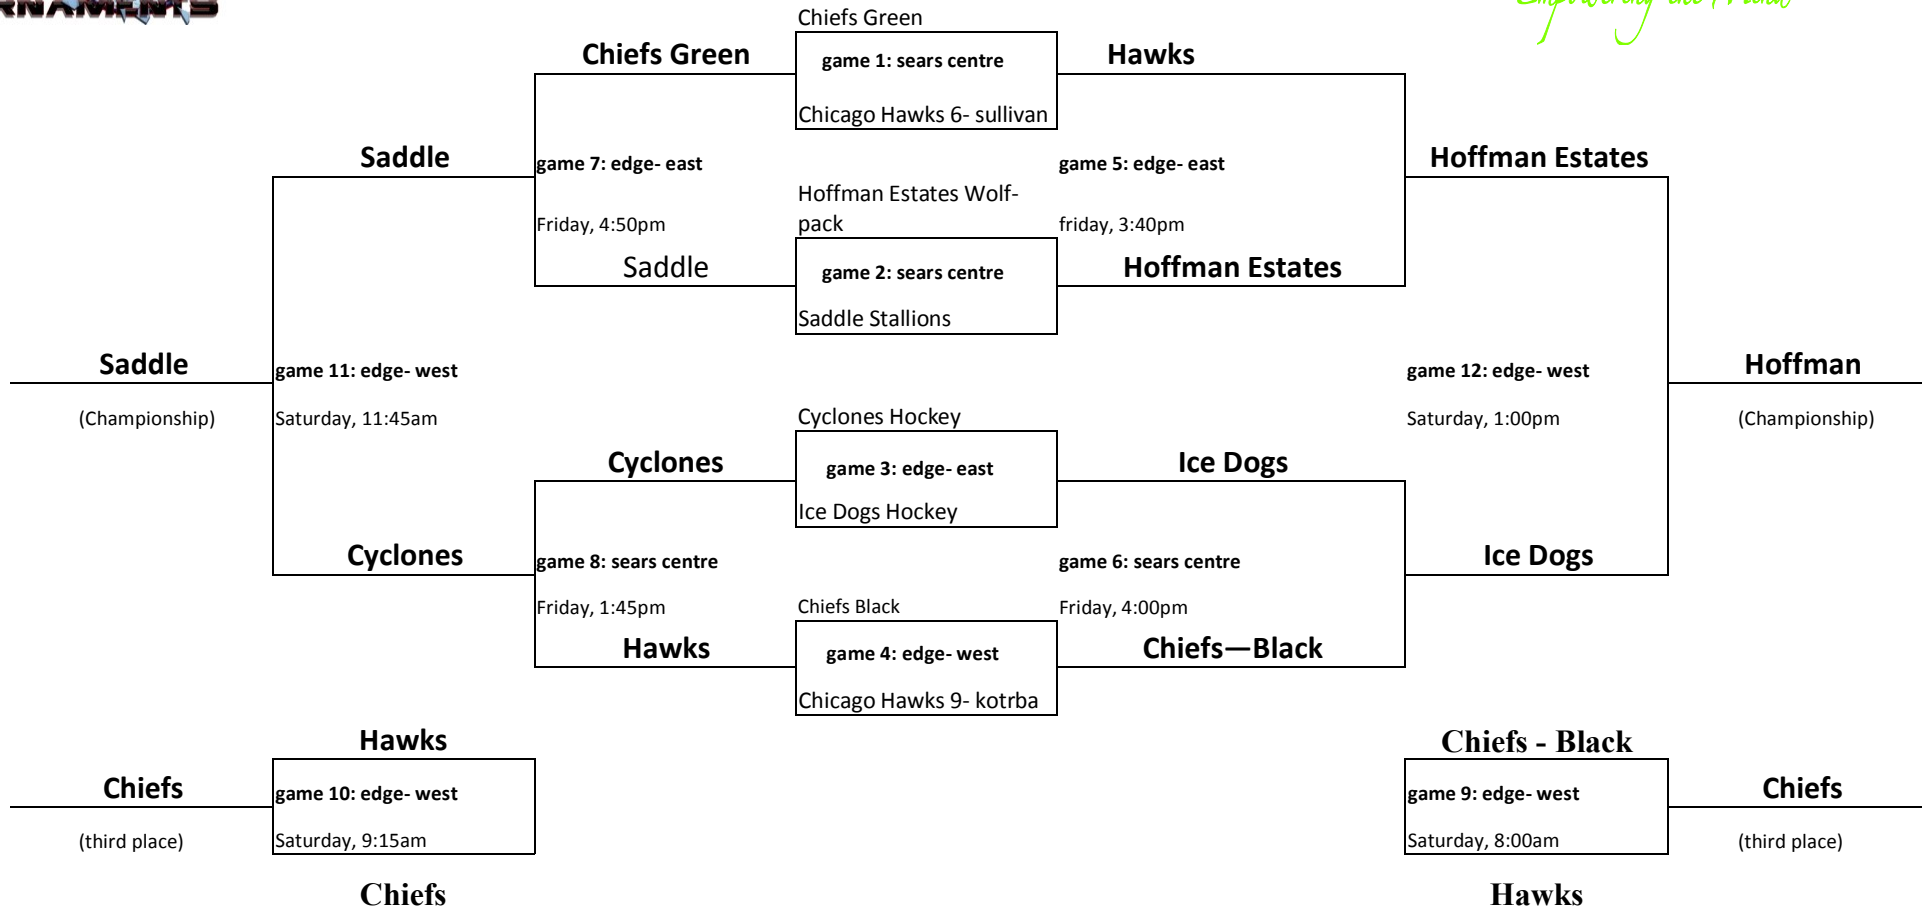 Chiefs Green
Chiefs Green
game 1: sears centre
Hawks
Chicago Hawks 6- sullivan
Saddle
game 7: edge- east
game 5: edge- east
Hoffman Estates
Hoffman Estates Wolf-
pack
Friday, 4:50pm
friday, 3:40pm
Saddle
game 2: sears centre
Hoffman Estates
Saddle Stallions
Saddle
game 11: edge- west
game 12: edge- west
Hoffman
(Championship)
Saturday, 11:45am
Cyclones Hockey
Saturday, 1:00pm
(Championship)
Cyclones
game 3: edge- east
Ice Dogs
Ice Dogs Hockey
Cyclones
game 8: sears centre
game 6: sears centre
Ice Dogs
Friday, 1:45pm
Chiefs Black
Friday, 4:00pm
Hawks
game 4: edge- west
Chiefs—Black
Chicago Hawks 9- kotrba
Hawks
Chiefs - Black
Chiefs
game 10: edge- west
game 9: edge- west
Chiefs
(third place)
Saturday, 9:15am
Saturday, 8:00am
(third place)
Chiefs
Hawks